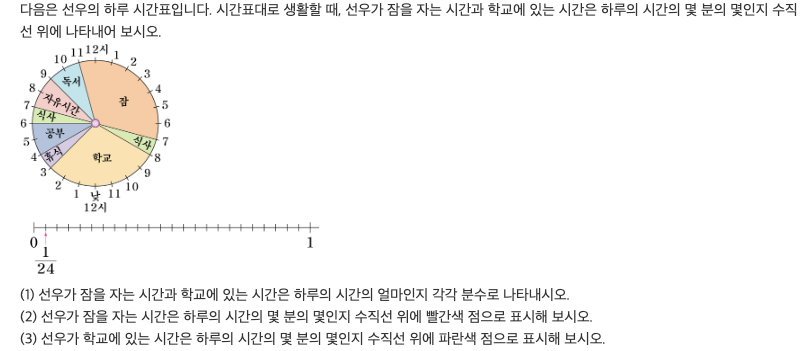 다음은 선우의 하루 시간표입니다. 시간표대로 생활할 때, 선우가 잠을 자는 시간과 학교에 있는 시간은 하루의 시간의 몇 분의 몇인지 수직
선 위에 나타내어 보시오.
12시
1
2
3
4
5
6
7
8
9
10
11
낮
12시
1
2
3
4
5
6
7
8
9
10
11
잠
식사
학교
휴식
공부
식사
자유시간
독서
0 1
1
24
(1) 선우가 잠을 자는 시간과 학교에 있는 시간은 하루의 시간의 얼마인지 각각 분수로 나타내시오.
(2) 선우가 잠을 자는 시간은 하루의 시간의 몇 분의 몇인지 수직선 위에 빨간색 점으로 표시해 보시오.
(3) 선우가 학교에 있는 시간은 하루의 시간의 몇 분의 몇인지 수직선 위에 파란색 점으로 표시해 보시오.